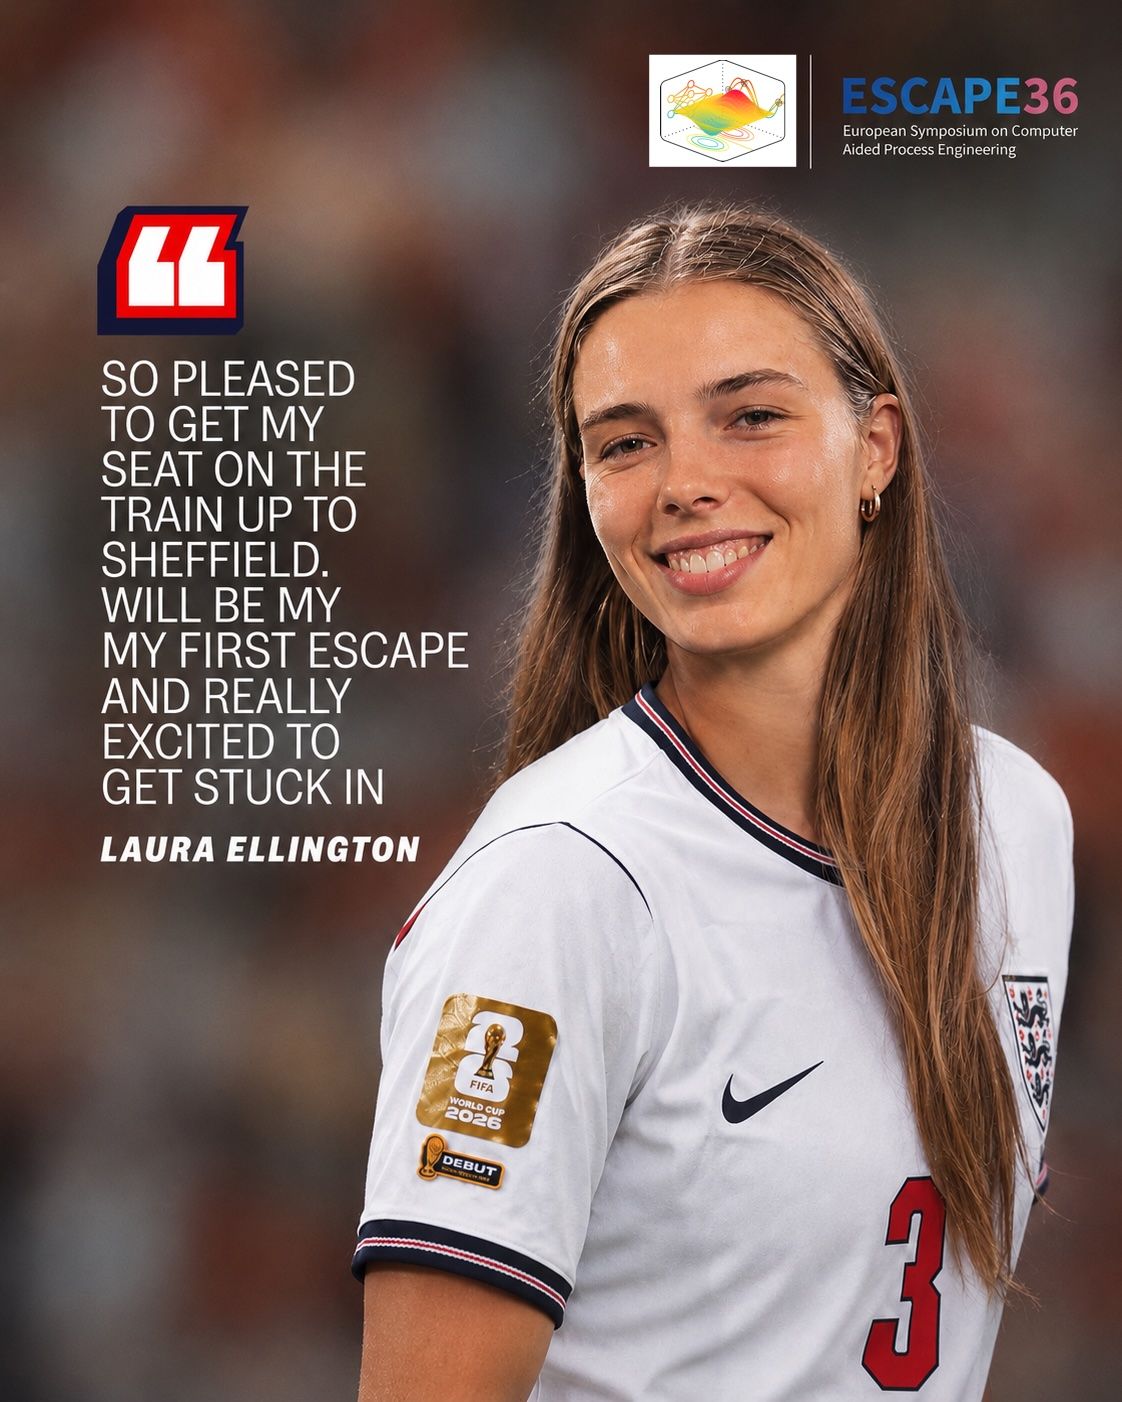 ESCAPE36
European Symposium on Computer
Aided Process Engineering
SO PLEASED
TO GET MY
SEAT ON THE
TRAIN UP TO
SHEFFIELD.
WILL BE MY
MY FIRST ESCAPE
AND REALLY
EXCITED TO
GET STUCK IN
LAURA ELLINGTON
26
FIFA
WORLD CUP
2026
DEBUT
3